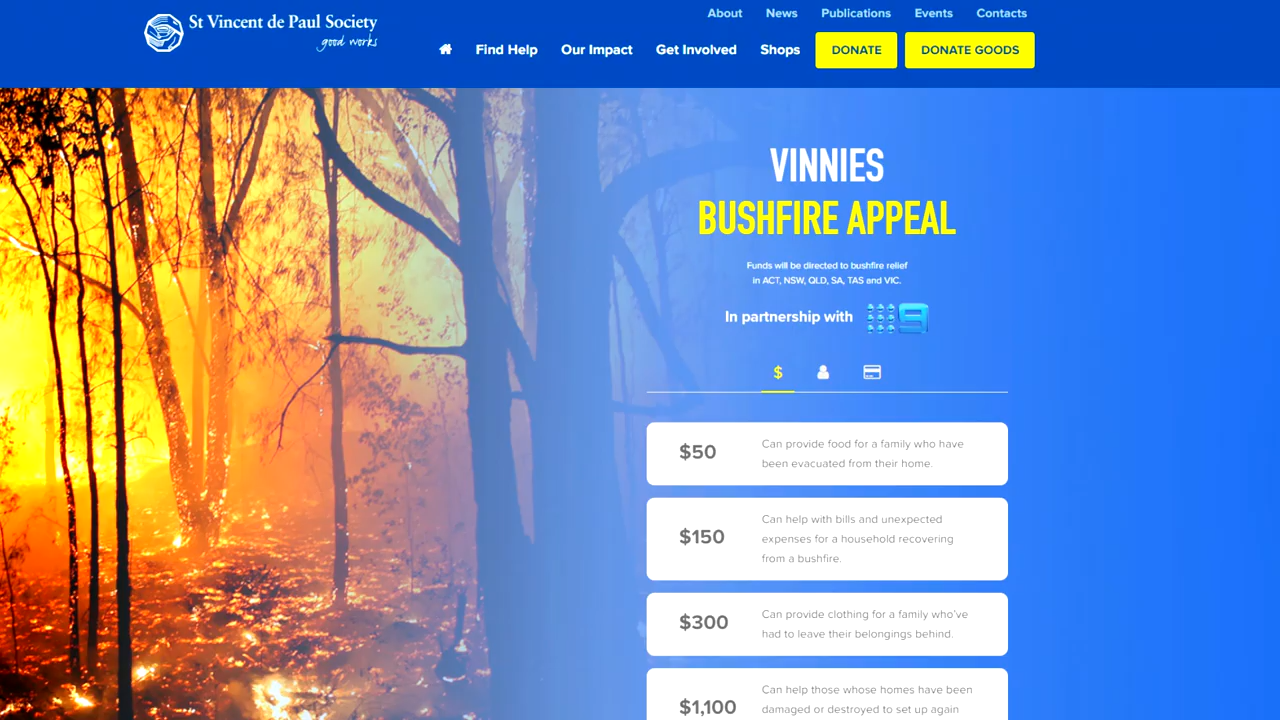 St Vincent de Paul Society
good works
About News Publications Events Contacts
Find Help Our Impact Get Involved Shops DONATE DONATE GOODS
VINNIES
BUSHFIRE APPEAL
Funds will be directed to bushfire relief
in ACT, NSW, QLD, SA, TAS and VIC.
In partnership with 9
$
$50
Can provide food for a family who have
been evacuated from their home.
$150
Can help with bills and unexpected
expenses for a household recovering
from a bushfire.
$300
Can provide clothing for a family who've
had to leave their belongings behind.
$1,100
Can help those whose homes have been
damaged or destroyed to set up again